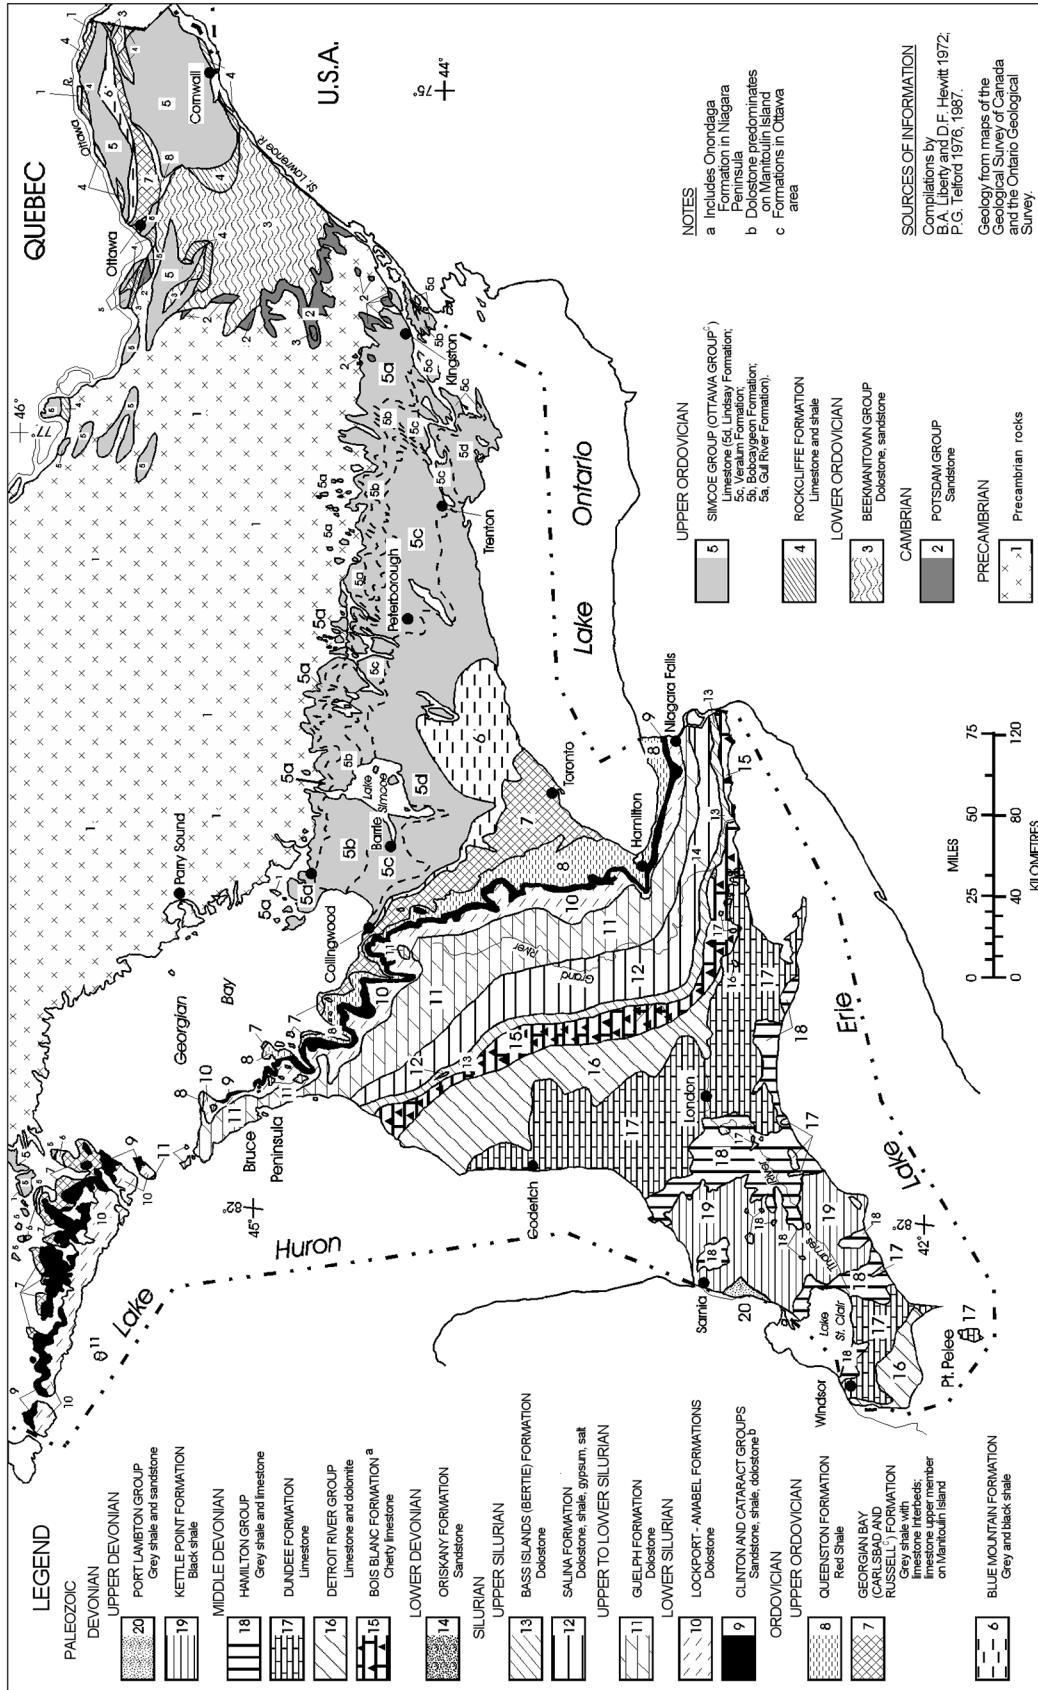 LEGEND
PALEOZOIC
DEVONIAN
UPPER DEVONIAN
20 PORT LAMBTON GROUP
Grey shale and sandstone
19 KETTLE POINT FORMATION
Black shale
MIDDLE DEVONIAN
18 HAMILTON GROUP
Grey shale and limestone
17 DUNDEE FORMATION
Limestone
16 DETROIT RIVER GROUP
Limestone and dolomite
15 BOIS BLANC FORMATION a
Cherty limestone
LOWER DEVONIAN
14 ORISKANY FORMATION
Sandstone
SILURIAN
UPPER SILURIAN
13 BASS ISLANDS (BERTIE) FORMATION
Dolostone
12 SALINA FORMATION
Dolostone, shale, gypsum, salt
UPPER TO LOWER SILURIAN
11 GUELPH FORMATION
Dolostone
LOWER SILURIAN
10 LOCKPORT - AMABEL FORMATIONS
Dolostone
9 CLINTON AND CATARACT GROUPS
Sandstone, shale, dolostone b
ORDOVICIAN
UPPER ORDOVICIAN
8 QUEENSTON FORMATION
Red Shale
7 GEORGIAN BAY
(CARLSBAD AND
RUSSELL c) FORMATION
Grey shale with
limestone interbeds;
limestone upper member
on Manitoulin Island
6 BLUE MOUNTAIN FORMATION
Grey and black shale
UPPER ORDOVICIAN
5 SIMCOE GROUP (OTTAWA GROUP c)
Limestone (5d, Lindsay Formation;
5c, Verulum Formation;
5b, Bobcaygeon Formation;
5a, Gull River Formation).
4 ROCKCLIFFE FORMATION
Limestone and shale
LOWER ORDOVICIAN
3 BEEKMANTOWN GROUP
Dolostone, sandstone
CAMBRIAN
2 POTSDAM GROUP
Sandstone
PRECAMBRIAN
1 Precambrian rocks
NOTES
a Includes Onondaga
Formation in Niagara
Peninsula
b Dolostone predominates
on Manitoulin Island
c Formations in Ottawa
area
SOURCES OF INFORMATION
Compilations by
B.A. Liberty and D.F. Hewitt 1972;
P.G. Telford 1976, 1987.
Geology from maps of the
Geological Survey of Canada
and the Ontario Geological
Survey.
QUEBEC
U.S.A.
Ottawa R.
Ottawa
Cornwall
St. Lawrence R.
Kingston
Trenton
Peterborough
Lake Ontario
Lake Simcoe
Barrie
Toronto
Hamilton
Niagara Falls
Parry Sound
Collingwood
Georgian Bay
Bruce Peninsula
Lake Huron
Goderich
Grand River
London
Sarnia
Thames River
Lake St. Clair
Windsor
Pt. Pelee
Lake Erie
46°
77°
75°
44°
82°
45°
82°
42°
MILES
0 25 50 75
0 40 80 120
KILOMETRES